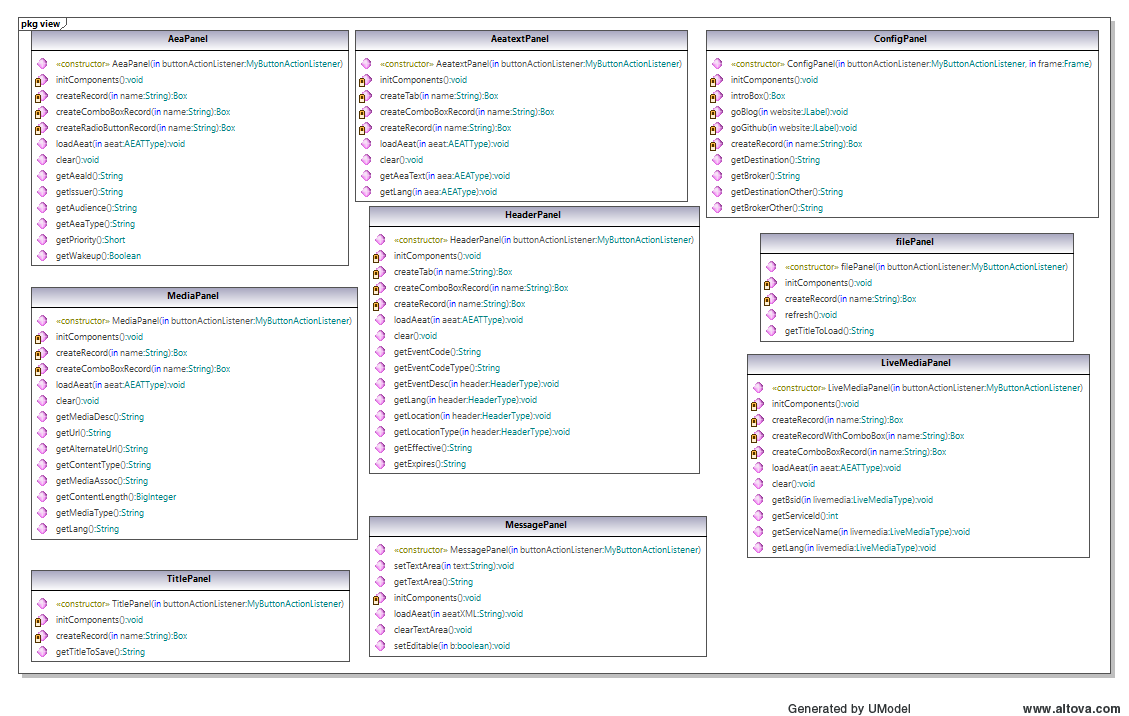 pkg view
AeaPanel
«constructor» AeaPanel(in buttonActionListener:MyButtonActionListener)
initComponents():void
createRecord(in name:String):Box
createComboBoxRecord(in name:String):Box
createRadioButtonRecord(in name:String):Box
loadAeat(in aeat:AEATType):void
clear():void
getAeaId():String
getIssuer():String
getAudience():String
getAeaType():String
getPriority():Short
getWakeup():Boolean
AeatextPanel
«constructor» AeatextPanel(in buttonActionListener:MyButtonActionListener)
initComponents():void
createTab(in name:String):Box
createComboBoxRecord(in name:String):Box
createRecord(in name:String):Box
loadAeat(in aeat:AEATType):void
clear():void
getAeaText(in aea:AEAType):void
getLang(in aea:AEAType):void
ConfigPanel
«constructor» ConfigPanel(in buttonActionListener:MyButtonActionListener, in frame:Frame)
initComponents():void
introBox():Box
goBlog(in website:JLabel):void
goGithub(in website:JLabel):void
createRecord(in name:String):Box
getDestination():String
getBroker():String
getDestinationOther():String
getBrokerOther():String
HeaderPanel
«constructor» HeaderPanel(in buttonActionListener:MyButtonActionListener)
initComponents():void
createTab(in name:String):Box
createComboBoxRecord(in name:String):Box
createRecord(in name:String):Box
loadAeat(in aeat:AEATType):void
clear():void
getEventCode():String
getEventCodeType():String
getEventDesc(in header:HeaderType):void
getLang(in header:HeaderType):void
getLocation(in header:HeaderType):void
getLocationType(in header:HeaderType):void
getEffective():String
getExpires():String
filePanel
«constructor» filePanel(in buttonActionListener:MyButtonActionListener)
initComponents():void
createRecord(in name:String):Box
refresh():void
getTitleToLoad():String
MediaPanel
«constructor» MediaPanel(in buttonActionListener:MyButtonActionListener)
initComponents():void
createRecord(in name:String):Box
createComboBoxRecord(in name:String):Box
loadAeat(in aeat:AEATType):void
clear():void
getMediaDesc():String
getUrl():String
getAlternateUrl():String
getContentType():String
getMediaAssoc():String
getContentLength():BigInteger
getMediaType():String
getLang():String
LiveMediaPanel
«constructor» LiveMediaPanel(in buttonActionListener:MyButtonActionListener)
initComponents():void
createRecord(in name:String):Box
createRecordWithComboBox(in name:String):Box
createComboBoxRecord(in name:String):Box
loadAeat(in aeat:AEATType):void
clear():void
getBsid(in livemedia:LiveMediaType):void
getServiceId():int
getServiceName(in livemedia:LiveMediaType):void
getLang(in livemedia:LiveMediaType):void
MessagePanel
«constructor» MessagePanel(in buttonActionListener:MyButtonActionListener)
setTextArea(in text:String):void
getTextArea():String
initComponents():void
loadAeat(in aeatXML:String):void
clearTextArea():void
setEditable(in b:boolean):void
TitlePanel
«constructor» TitlePanel(in buttonActionListener:MyButtonActionListener)
initComponents():void
createRecord(in name:String):Box
getTitleToSave():String
Generated by UModel
www.altova.com